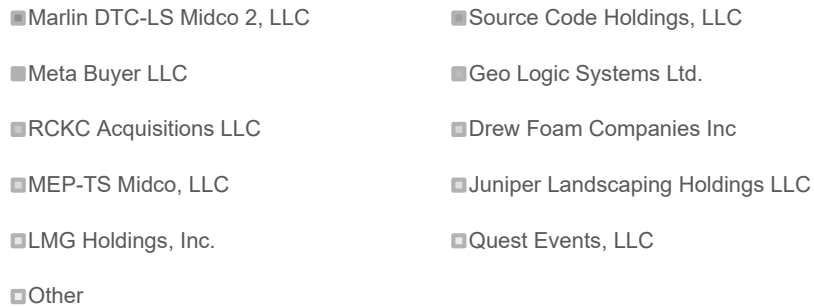 Marlin DTC-LS Midco 2, LLC
Source Code Holdings, LLC
Meta Buyer LLC
Geo Logic Systems Ltd.
RCKC Acquisitions LLC
Drew Foam Companies Inc
MEP-TS Midco, LLC
Juniper Landscaping Holdings LLC
LMG Holdings, Inc.
Quest Events, LLC
Other